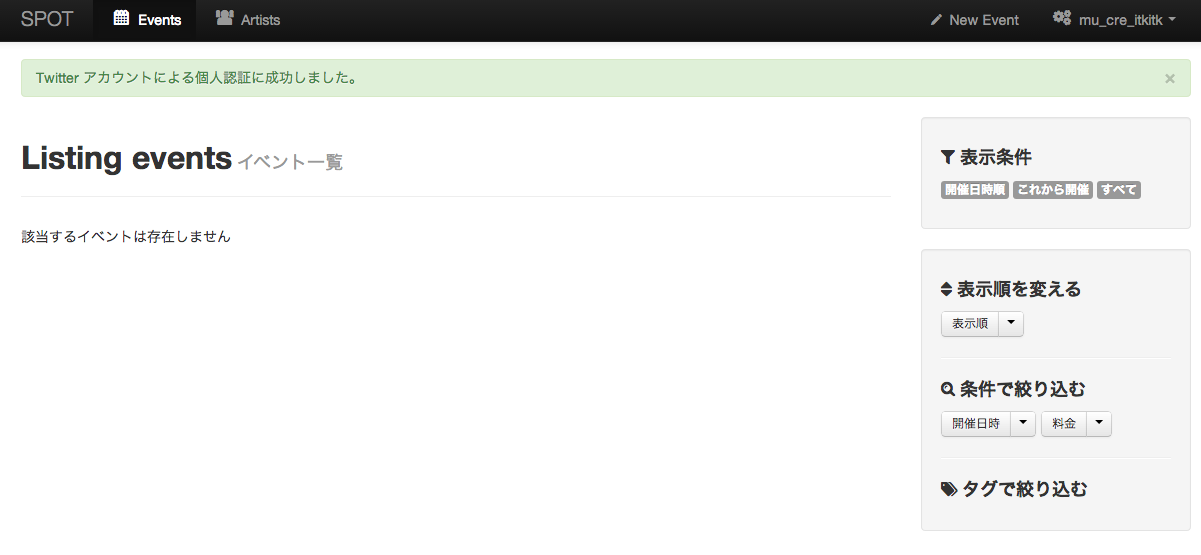 SPOT Events Artists New Event mu_cre_itkitk
Twitter アカウントによる個人認証に成功しました。 ×
Listing events イベント一覧
該当するイベントは存在しません
表示条件
開催日時順 これから開催 すべて
表示順を変える
表示順
条件で絞り込む
開催日時 料金
タグで絞り込む